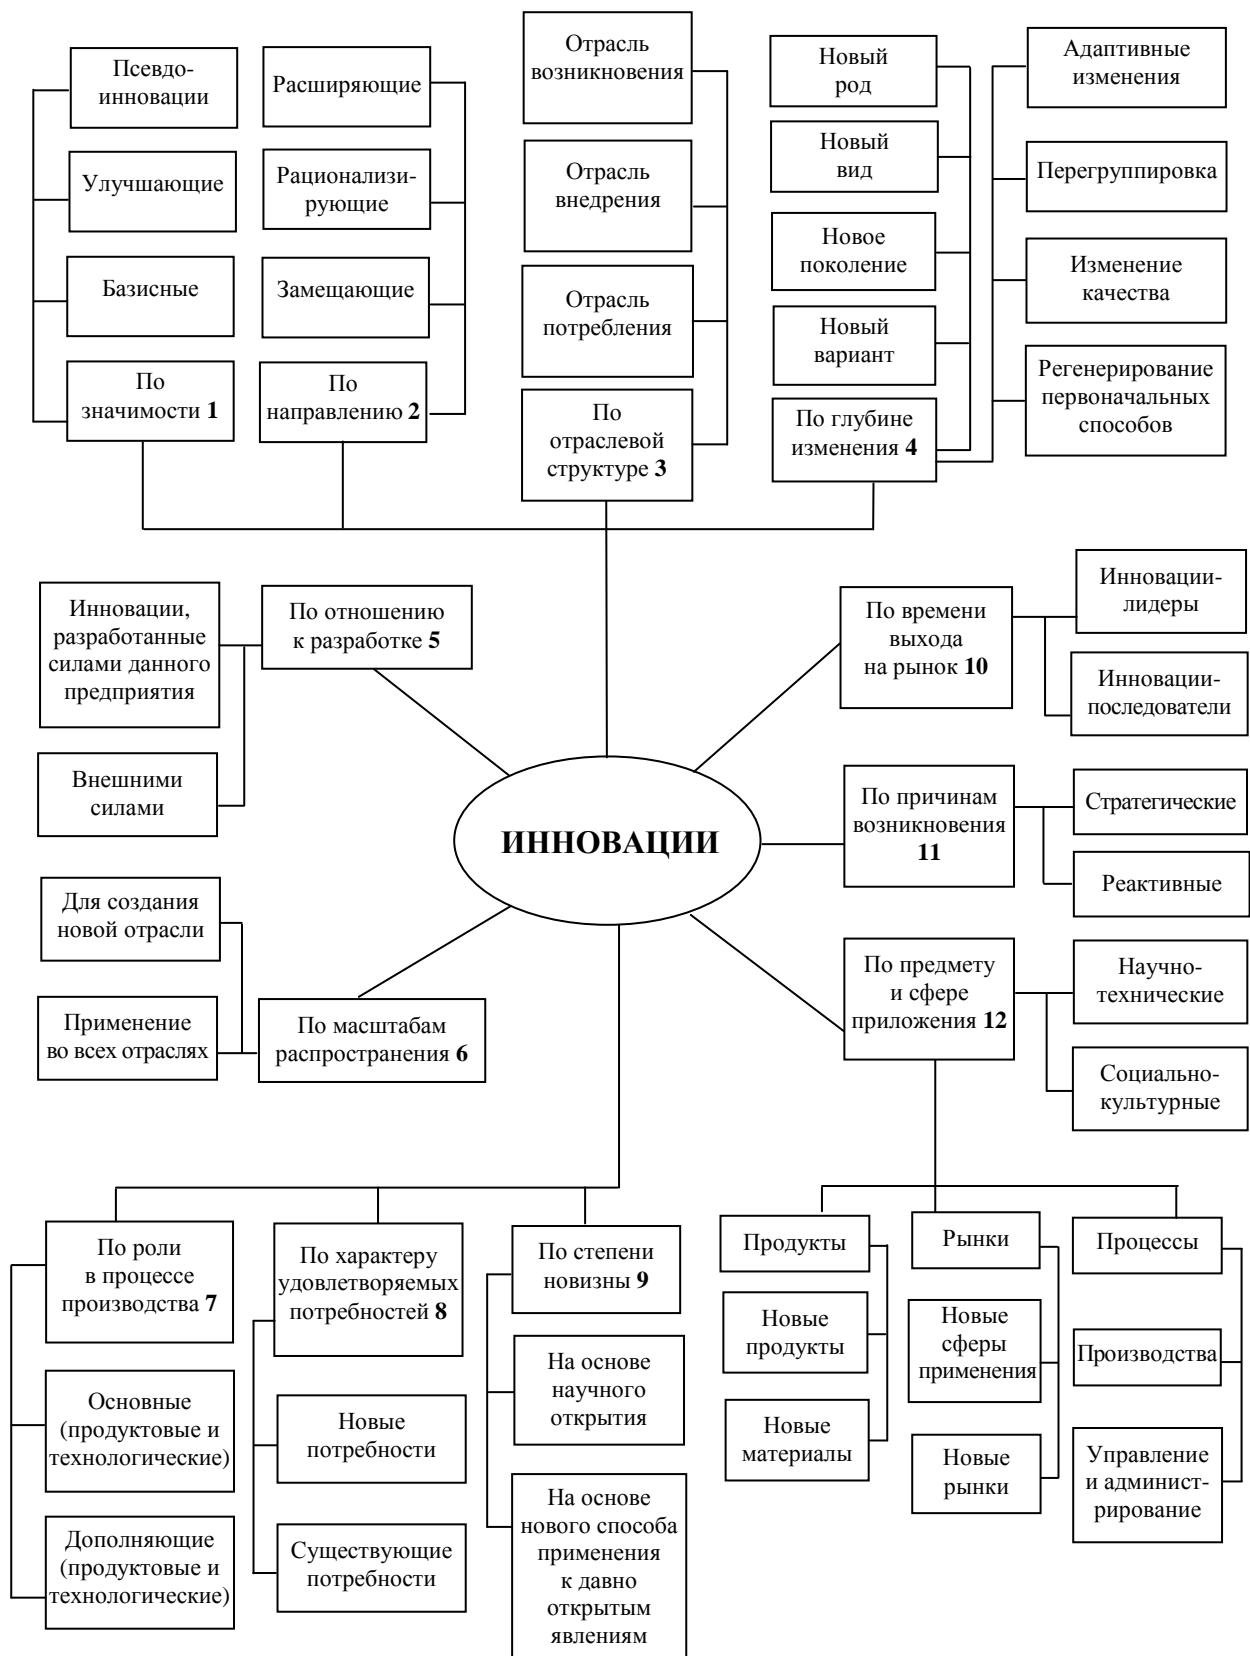 Псевдо-
инновации
Улучшающие
Базисные
По
значимости 1
Расширяющие
Рационализи-
рующие
Замещающие
По
направлению 2
Отрасль
возникновения
Отрасль
внедрения
Отрасль
потребления
По
отраслевой
структуре 3
Новый
род
Новый
вид
Новое
поколение
Новый
вариант
По глубине
изменения 4
Адаптивные
изменения
Перегруппировка
Изменение
качества
Регенерирование
первоначальных
способов
Инновации,
разработанные
силами данного
предприятия
По отношению
к разработке 5
Внешними
силами
По времени
выхода
на рынок 10
Инновации-
лидеры
Инновации-
последователи
ИННОВАЦИИ
По причинам
возникновения
11
Стратегические
Реактивные
Для создания
новой отрасли
Применение
во всех отраслях
По масштабам
распространения 6
По предмету
и сфере
приложения 12
Научно-
технические
Социально-
культурные
По роли
в процессе
производства 7
Основные
(продуктовые и
технологические)
Дополняющие
(продуктовые и
технологические)
По характеру
удовлетворяемых
потребностей 8
Новые
потребности
Существующие
потребности
По степени
новизны 9
На основе
научного
открытия
На основе
нового способа
применения
к давно
открытым
явлениям
Продукты
Новые
продукты
Новые
материалы
Рынки
Новые
сферы
применения
Новые
рынки
Процессы
Производства
Управление
и админист-
рирование